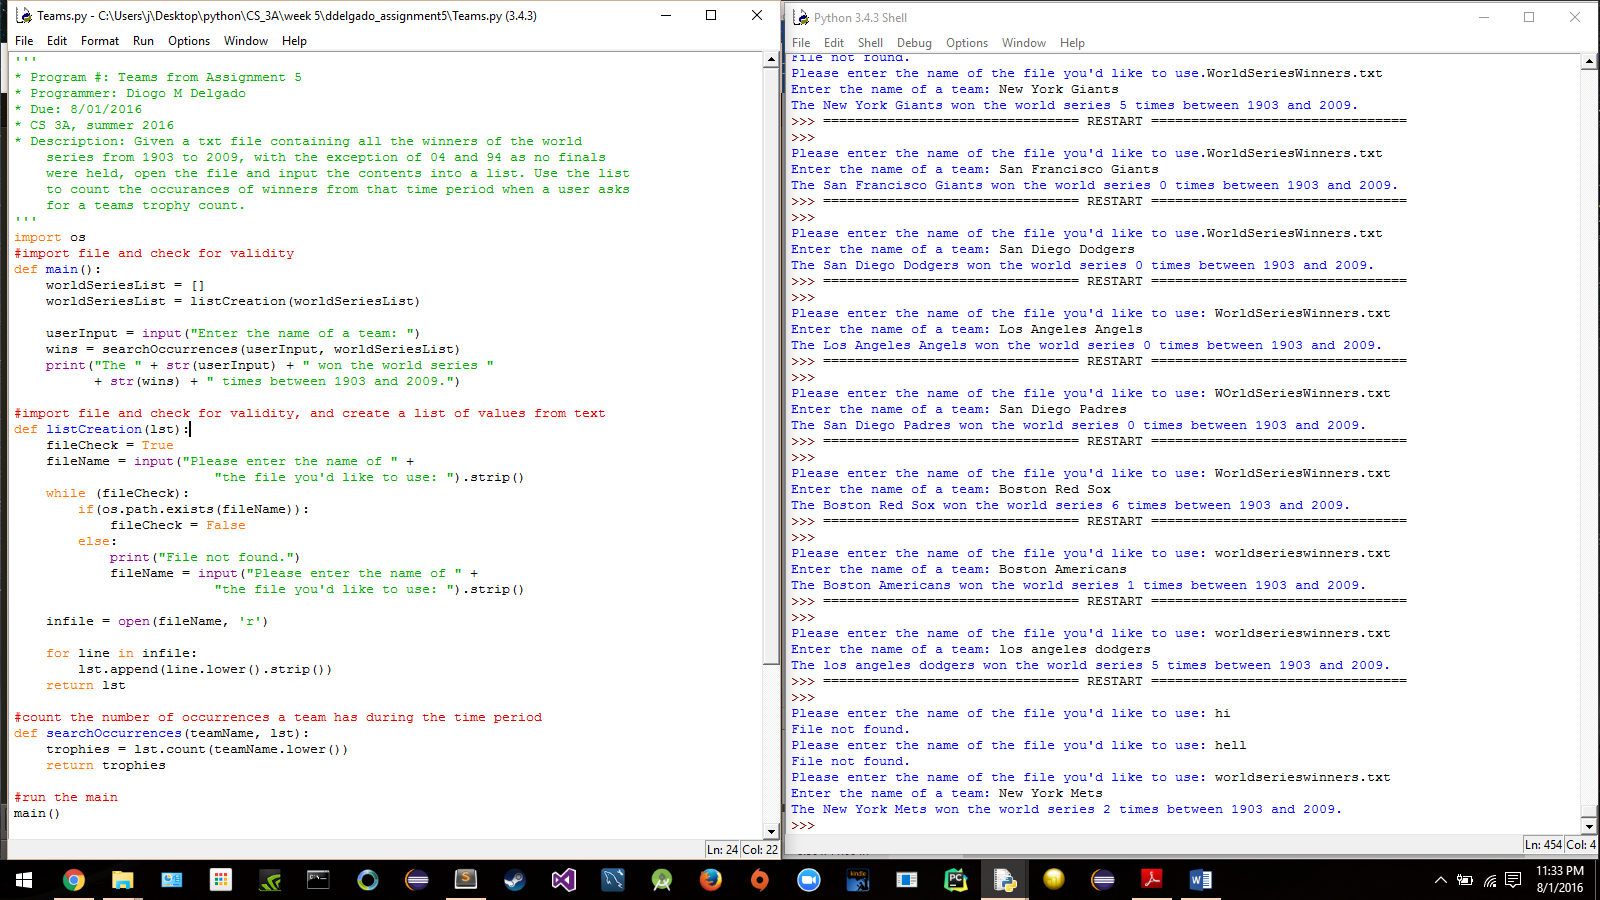 Teams.py - C:\Users\j\Desktop\python\CS_3A\week 5\ddelgado_assignment5\Teams.py (3.4.3)
File Edit Format Run Options Window Help
'''
* Program #: Teams from Assignment 5
* Programmer: Diogo M Delgado
* Due: 8/01/2016
* CS 3A, summer 2016
* Description: Given a txt file containing all the winners of the world
series from 1903 to 2009, with the exception of 04 and 94 as no finals
were held, open the file and input the contents into a list. Use the list
to count the occurances of winners from that time period when a user asks
for a teams trophy count.
'''
import os
#import file and check for validity
def main():
worldSeriesList = []
worldSeriesList = listCreation(worldSeriesList)
userInput = input("Enter the name of a team: ")
wins = searchOccurrences(userInput, worldSeriesList)
print("The " + str(userInput) + " won the world series "
+ str(wins) + " times between 1903 and 2009.")
#import file and check for validity, and create a list of values from text
def listCreation(lst):
fileCheck = True
fileName = input("Please enter the name of " +
"the file you'd like to use: ").strip()
while (fileCheck):
if(os.path.exists(fileName)):
fileCheck = False
else:
print("File not found.")
fileName = input("Please enter the name of " +
"the file you'd like to use: ").strip()
infile = open(fileName, 'r')
for line in infile:
lst.append(line.lower().strip())
return lst
#count the number of occurrences a team has during the time period
def searchOccurrences(teamName, lst):
trophies = lst.count(teamName.lower())
return trophies
#run the main
main()
Ln: 24 Col: 22
Python 3.4.3 Shell
File Edit Shell Debug Options Window Help
File not found.
Please enter the name of the file you'd like to use.WorldSeriesWinners.txt
Enter the name of a team: New York Giants
The New York Giants won the world series 5 times between 1903 and 2009.
>>> ================================ RESTART ================================
>>>
Please enter the name of the file you'd like to use.WorldSeriesWinners.txt
Enter the name of a team: San Francisco Giants
The San Francisco Giants won the world series 0 times between 1903 and 2009.
>>> ================================ RESTART ================================
>>>
Please enter the name of the file you'd like to use.WorldSeriesWinners.txt
Enter the name of a team: San Diego Dodgers
The San Diego Dodgers won the world series 0 times between 1903 and 2009.
>>> ================================ RESTART ================================
>>>
Please enter the name of the file you'd like to use: WorldSeriesWinners.txt
Enter the name of a team: Los Angeles Angels
The Los Angeles Angels won the world series 0 times between 1903 and 2009.
>>> ================================ RESTART ================================
>>>
Please enter the name of the file you'd like to use: WOrldSeriesWinners.txt
Enter the name of a team: San Diego Padres
The San Diego Padres won the world series 0 times between 1903 and 2009.
>>> ================================ RESTART ================================
>>>
Please enter the name of the file you'd like to use: WorldSeriesWinners.txt
Enter the name of a team: Boston Red Sox
The Boston Red Sox won the world series 6 times between 1903 and 2009.
>>> ================================ RESTART ================================
>>>
Please enter the name of the file you'd like to use: worldserieswinners.txt
Enter the name of a team: Boston Americans
The Boston Americans won the world series 1 times between 1903 and 2009.
>>> ================================ RESTART ================================
>>>
Please enter the name of the file you'd like to use: worldserieswinners.txt
Enter the name of a team: los angeles dodgers
The los angeles dodgers won the world series 5 times between 1903 and 2009.
>>> ================================ RESTART ================================
>>>
Please enter the name of the file you'd like to use: hi
File not found.
Please enter the name of the file you'd like to use: hell
File not found.
Please enter the name of the file you'd like to use: worldserieswinners.txt
Enter the name of a team: New York Mets
The New York Mets won the world series 2 times between 1903 and 2009.
>>>
Ln: 454 Col: 4
kindle
PC
11:33 PM
8/1/2016